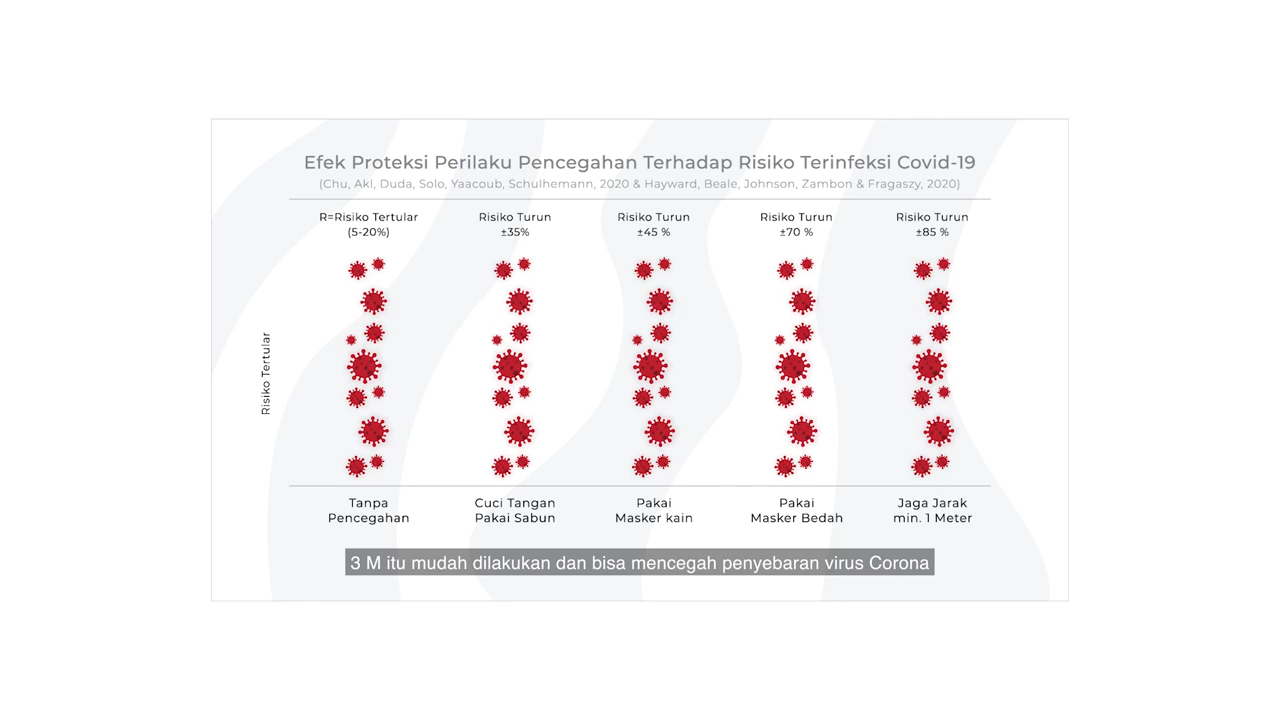 Efek Proteksi Perilaku Pencegahan Terhadap Risiko Terinfeksi Covid-19
(Chu, Akl, Duda, Solo, Yaacoub, Schulhemann, 2020 & Hayward, Beale, Johnson, Zambon & Fragaszy, 2020)
R=Risiko Tertular
(5-20%)
Risiko Turun
±35%
Risiko Turun
±45 %
Risiko Turun
±70 %
Risiko Turun
±85 %
Risiko Tertular
Tanpa
Pencegahan
Cuci Tangan
Pakai Sabun
Pakai
Masker kain
Pakai
Masker Bedah
Jaga Jarak
min. 1 Meter
3 M itu mudah dilakukan dan bisa mencegah penyebaran virus Corona